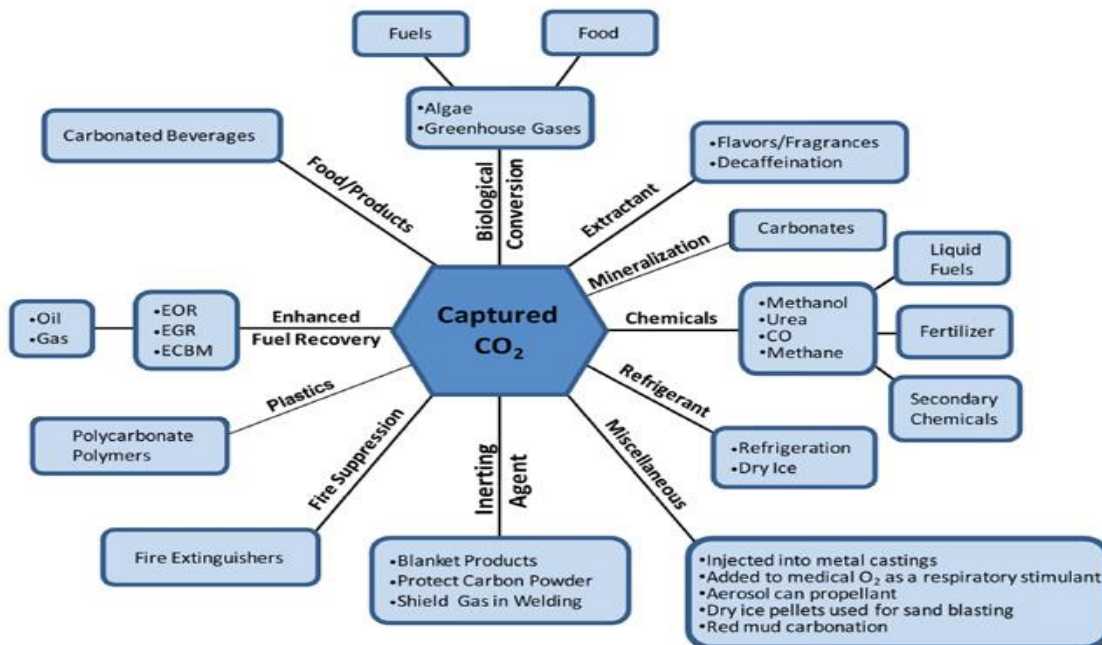 Fuels
Food
•Algae
•Greenhouse Gases
Carbonated Beverages
•Flavors/Fragrances
•Decaffeination
Food/Products
Biological
Conversion
Extractant
Mineralization
Carbonates
Liquid
Fuels
•Oil
•Gas
•EOR
•EGR
•ECBM
Enhanced
Fuel Recovery
Captured
CO₂
Chemicals
•Methanol
•Urea
•CO
•Methane
Fertilizer
Secondary
Chemicals
Plastics
Polycarbonate
Polymers
Refrigerant
•Refrigeration
•Dry Ice
Fire Suppression
Fire Extinguishers
Inerting
Agent
•Blanket Products
•Protect Carbon Powder
•Shield Gas in Welding
Miscellaneous
•Injected into metal castings
•Added to medical O₂ as a respiratory stimulant
•Aerosol can propellant
•Dry ice pellets used for sand blasting
•Red mud carbonation